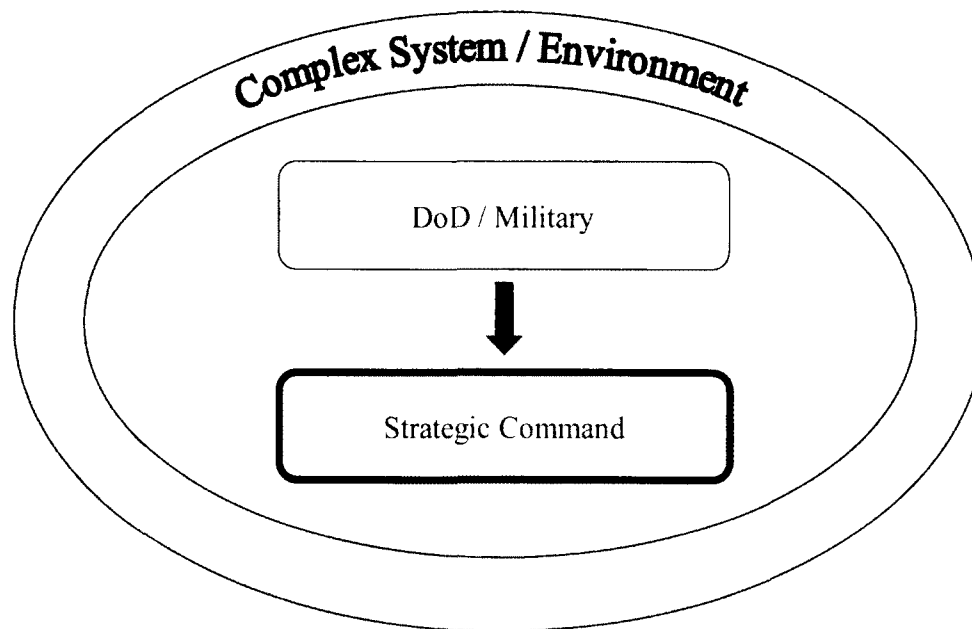 Complex System / Environment
DoD / Military
Strategic Command